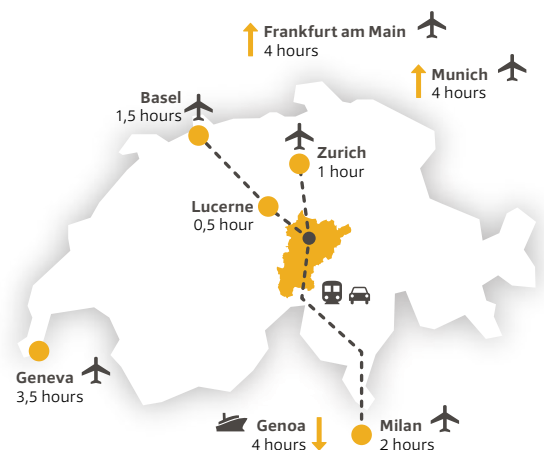 Frankfurt am Main
4 hours
Munich
4 hours
Basel
1,5 hours
Zurich
1 hour
Lucerne
0,5 hour
Geneva
3,5 hours
Genoa
4 hours
Milan
2 hours